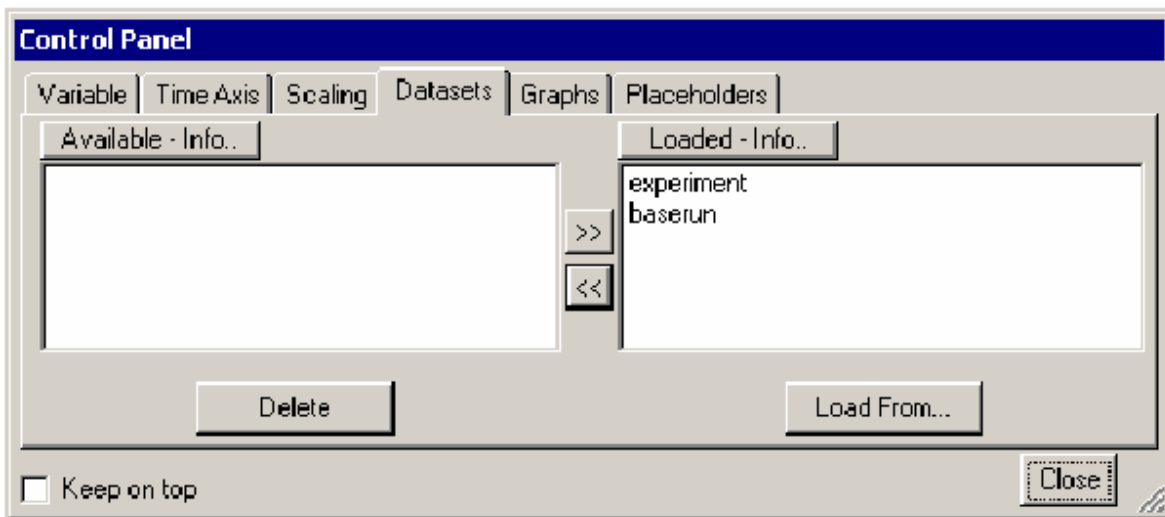 Control Panel
Variable Time Axis Scaling Datasets Graphs Placeholders
Available - Info.. Loaded - Info..
experiment
baserun
>>
<<
Delete Load From...
Keep on top Close